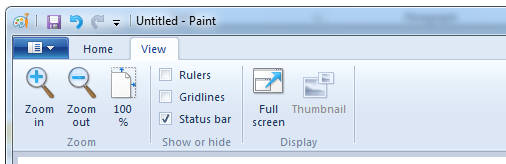 Untitled - Paint
Home View
Zoom in
Zoom out
100 %
Rulers
Gridlines
Status bar
Full screen
Thumbnail
Zoom
Show or hide
Display